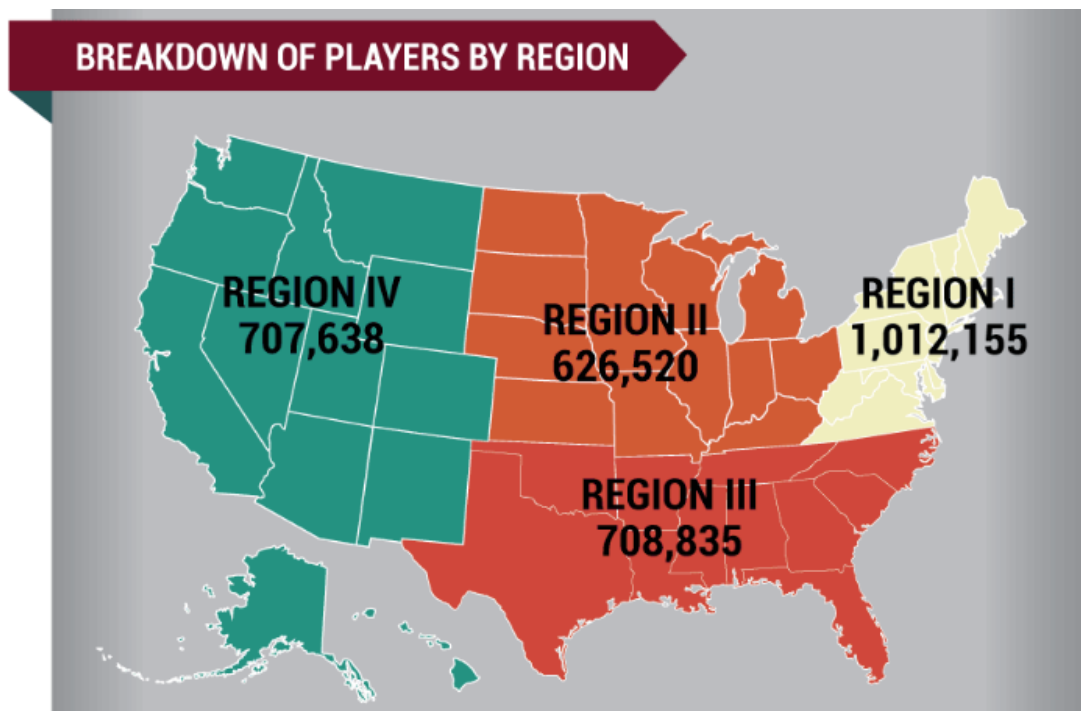 BREAKDOWN OF PLAYERS BY REGION
REGION IV
707,638
REGION II
626,520
REGION I
1,012,155
REGION III
708,835